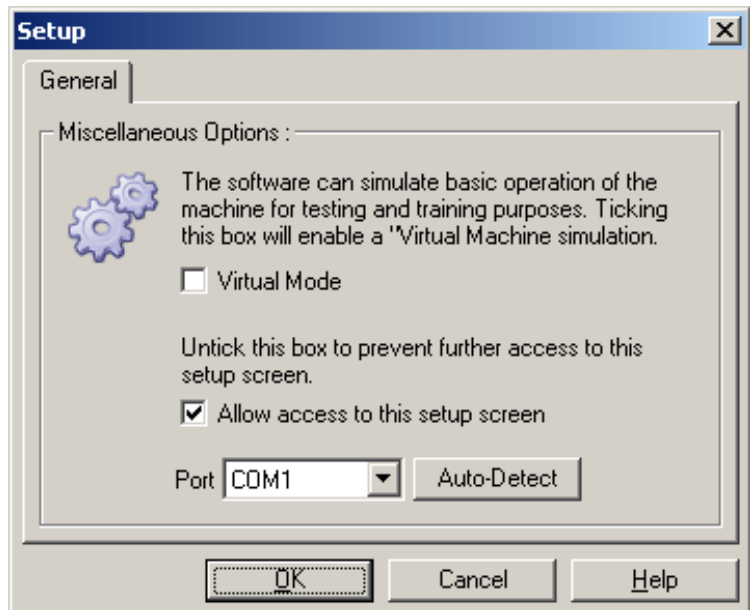 Setup
General
Miscellaneous Options :
The software can simulate basic operation of the
machine for testing and training purposes. Ticking
this box will enable a "Virtual Machine simulation.
Virtual Mode
Untick this box to prevent further access to this
setup screen.
Allow access to this setup screen
Port COM1 Auto-Detect
OK Cancel Help